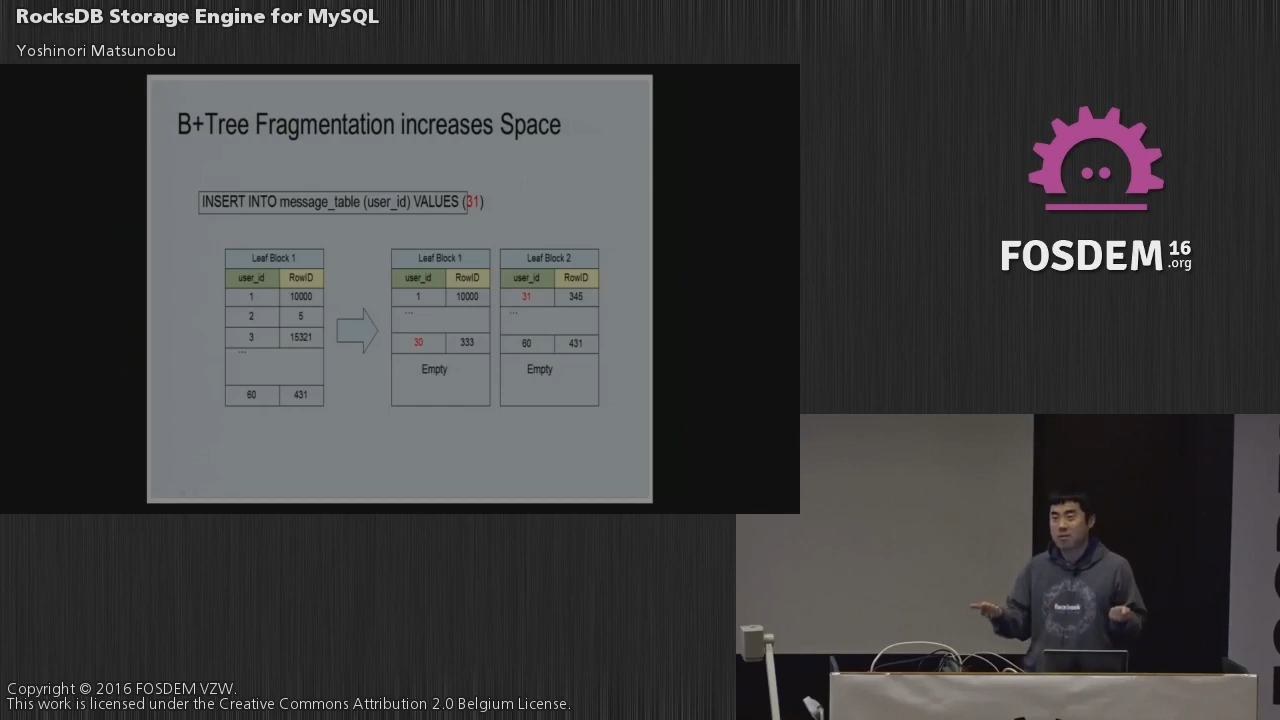 RocksDB Storage Engine for MySQL
Yoshinori Matsunobu
B+Tree Fragmentation increases Space
INSERT INTO message_table (user_id) VALUES (31)
Leaf Block 1
user_id RowID
1 10000
2 5
3 15321
...
60 431
Leaf Block 1
user_id RowID
1 10000
...
30 333
Empty
Leaf Block 2
user_id RowID
31 345
...
60 431
Empty
FOSDEM 16
.org
facebook
Copyright © 2016 FOSDEM VZW.
This work is licensed under the Creative Commons Attribution 2.0 Belgium License.